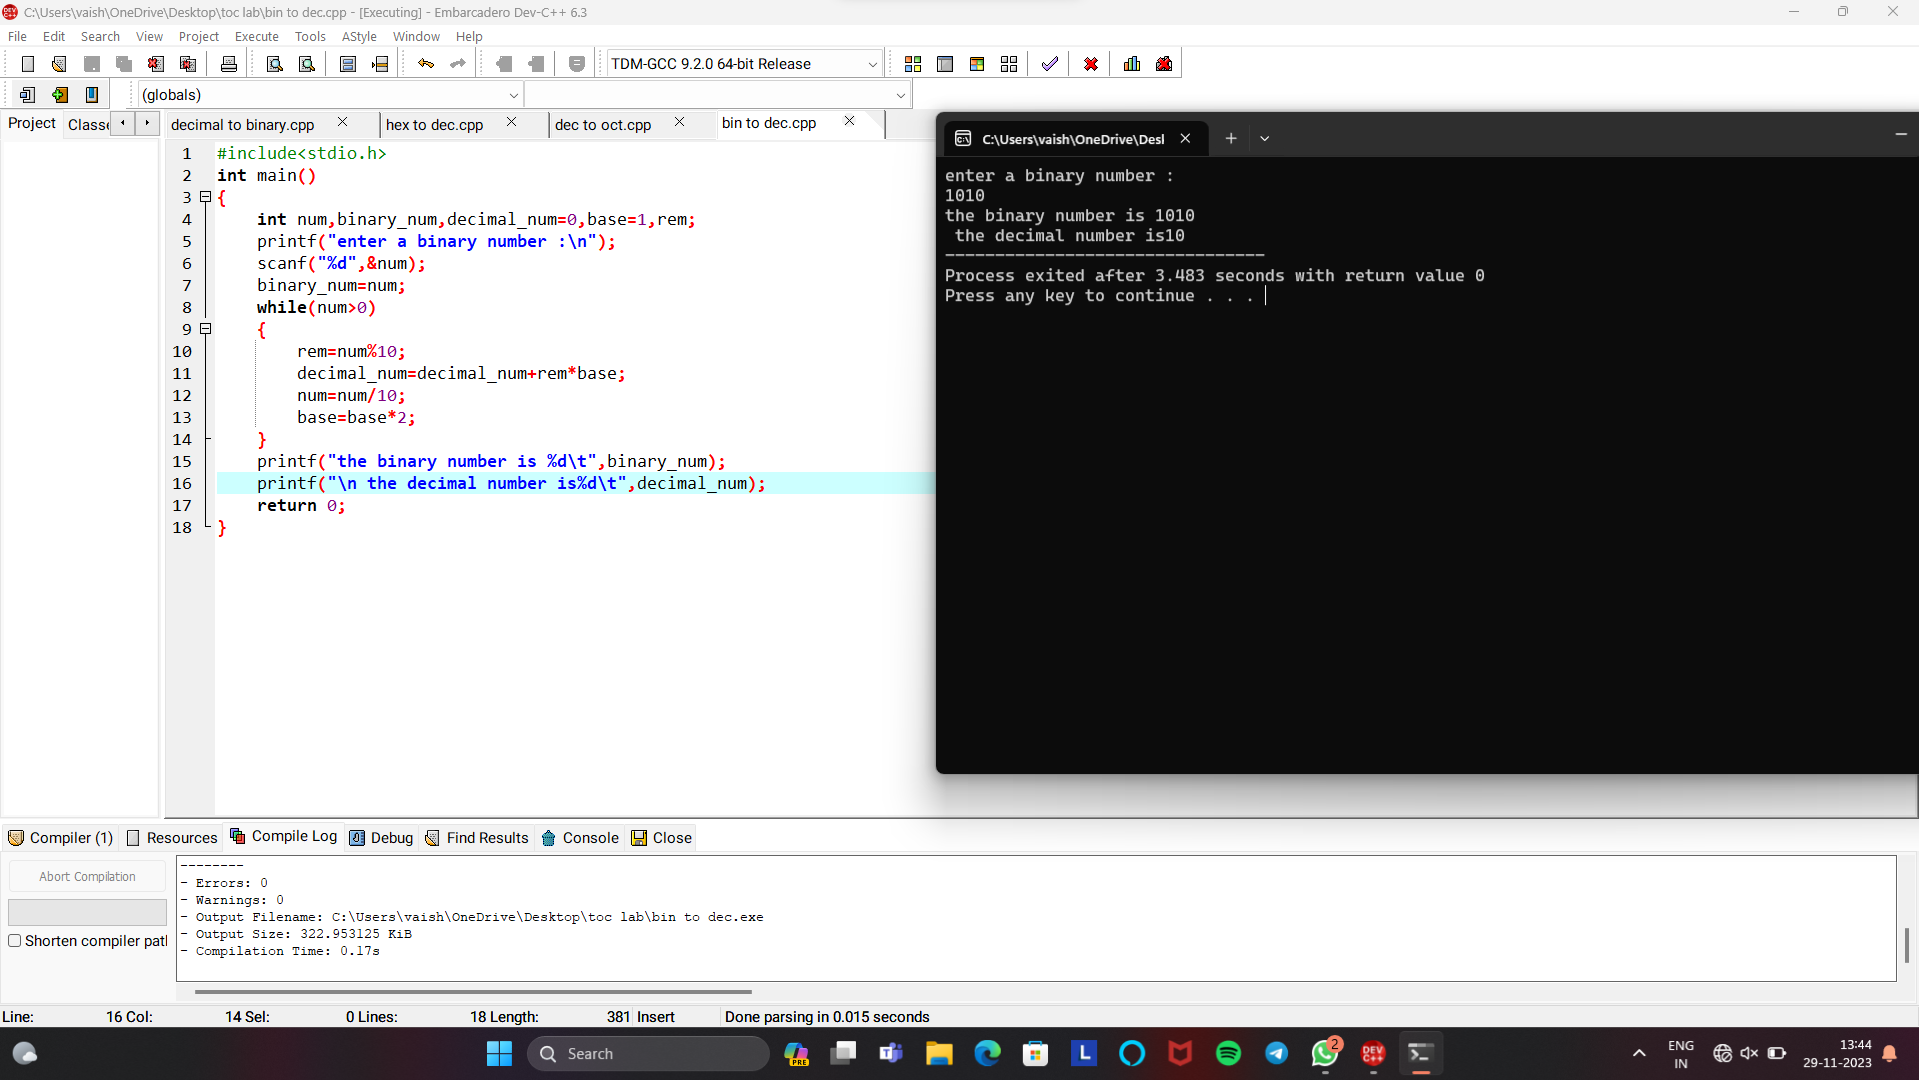 C:\Users\vaish\OneDrive\Desktop\toc lab\bin to dec.cpp - [Executing] - Embarcadero Dev-C++ 6.3
File Edit Search View Project Execute Tools AStyle Window Help
TDM-GCC 9.2.0 64-bit Release
(globals)
Project Classe
decimal to binary.cpp hex to dec.cpp dec to oct.cpp bin to dec.cpp
1 #include<stdio.h>
2 int main()
3 {
4 int num,binary_num,decimal_num=0,base=1,rem;
5 printf("enter a binary number :\n");
6 scanf("%d",&num);
7 binary_num=num;
8 while(num>0)
9 {
10 rem=num%10;
11 decimal_num=decimal_num+rem*base;
12 num=num/10;
13 base=base*2;
14 }
15 printf("the binary number is %d\t",binary_num);
16 printf("\n the decimal number is%d\t",decimal_num);
17 return 0;
18 }
C:\Users\vaish\OneDrive\Desl
enter a binary number :
1010
the binary number is 1010
the decimal number is10
--------------------------------
Process exited after 3.483 seconds with return value 0
Press any key to continue . . .
Compiler (1) Resources Compile Log Debug Find Results Console Close
Abort Compilation
Shorten compiler patl
--------
- Errors: 0
- Warnings: 0
- Output Filename: C:\Users\vaish\OneDrive\Desktop\toc lab\bin to dec.exe
- Output Size: 322.953125 KiB
- Compilation Time: 0.17s
Line: 16 Col: 14 Sel: 0 Lines: 18 Length: 381 Insert Done parsing in 0.015 seconds
Search
PRE
L
2
DEV C++
ENG
IN
13:44
29-11-2023